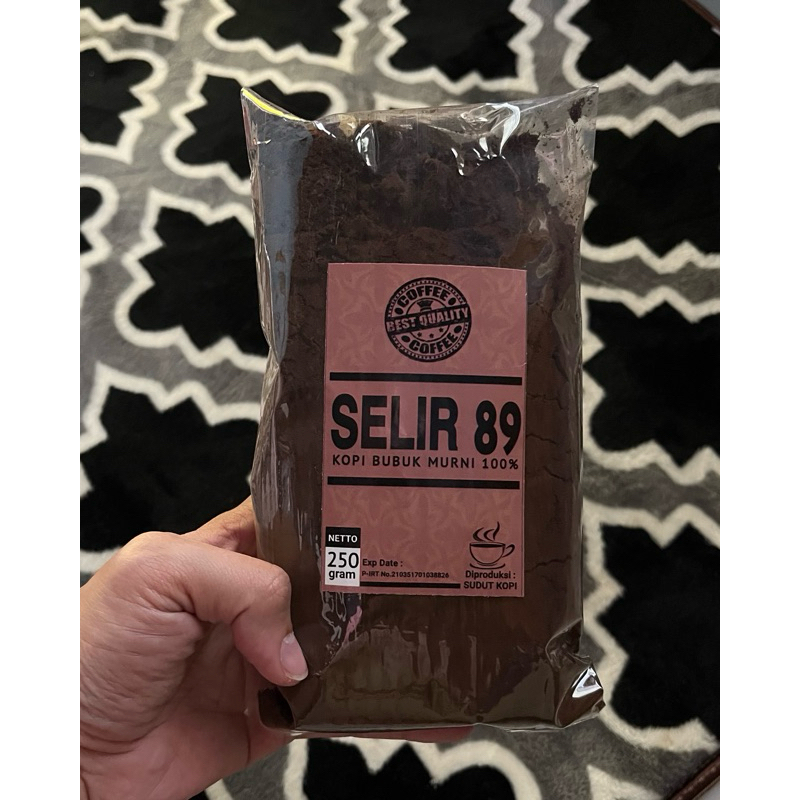 COFFEE
BEST QUALITY
COFFEE
SELIR 89
KOPI BUBUK MURNI 100%
NETTO
250
gram
Exp Date :
P-IRT No.210351701038826
Diproduksi :
SUDUT KOPI